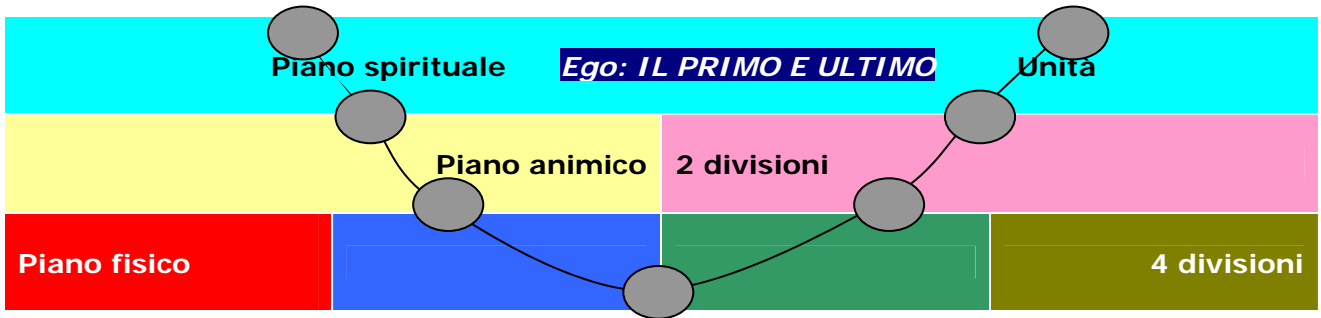 Piano spirituale Ego: IL PRIMO E ULTIMO Unità
Piano animico 2 divisioni
Piano fisico 4 divisioni